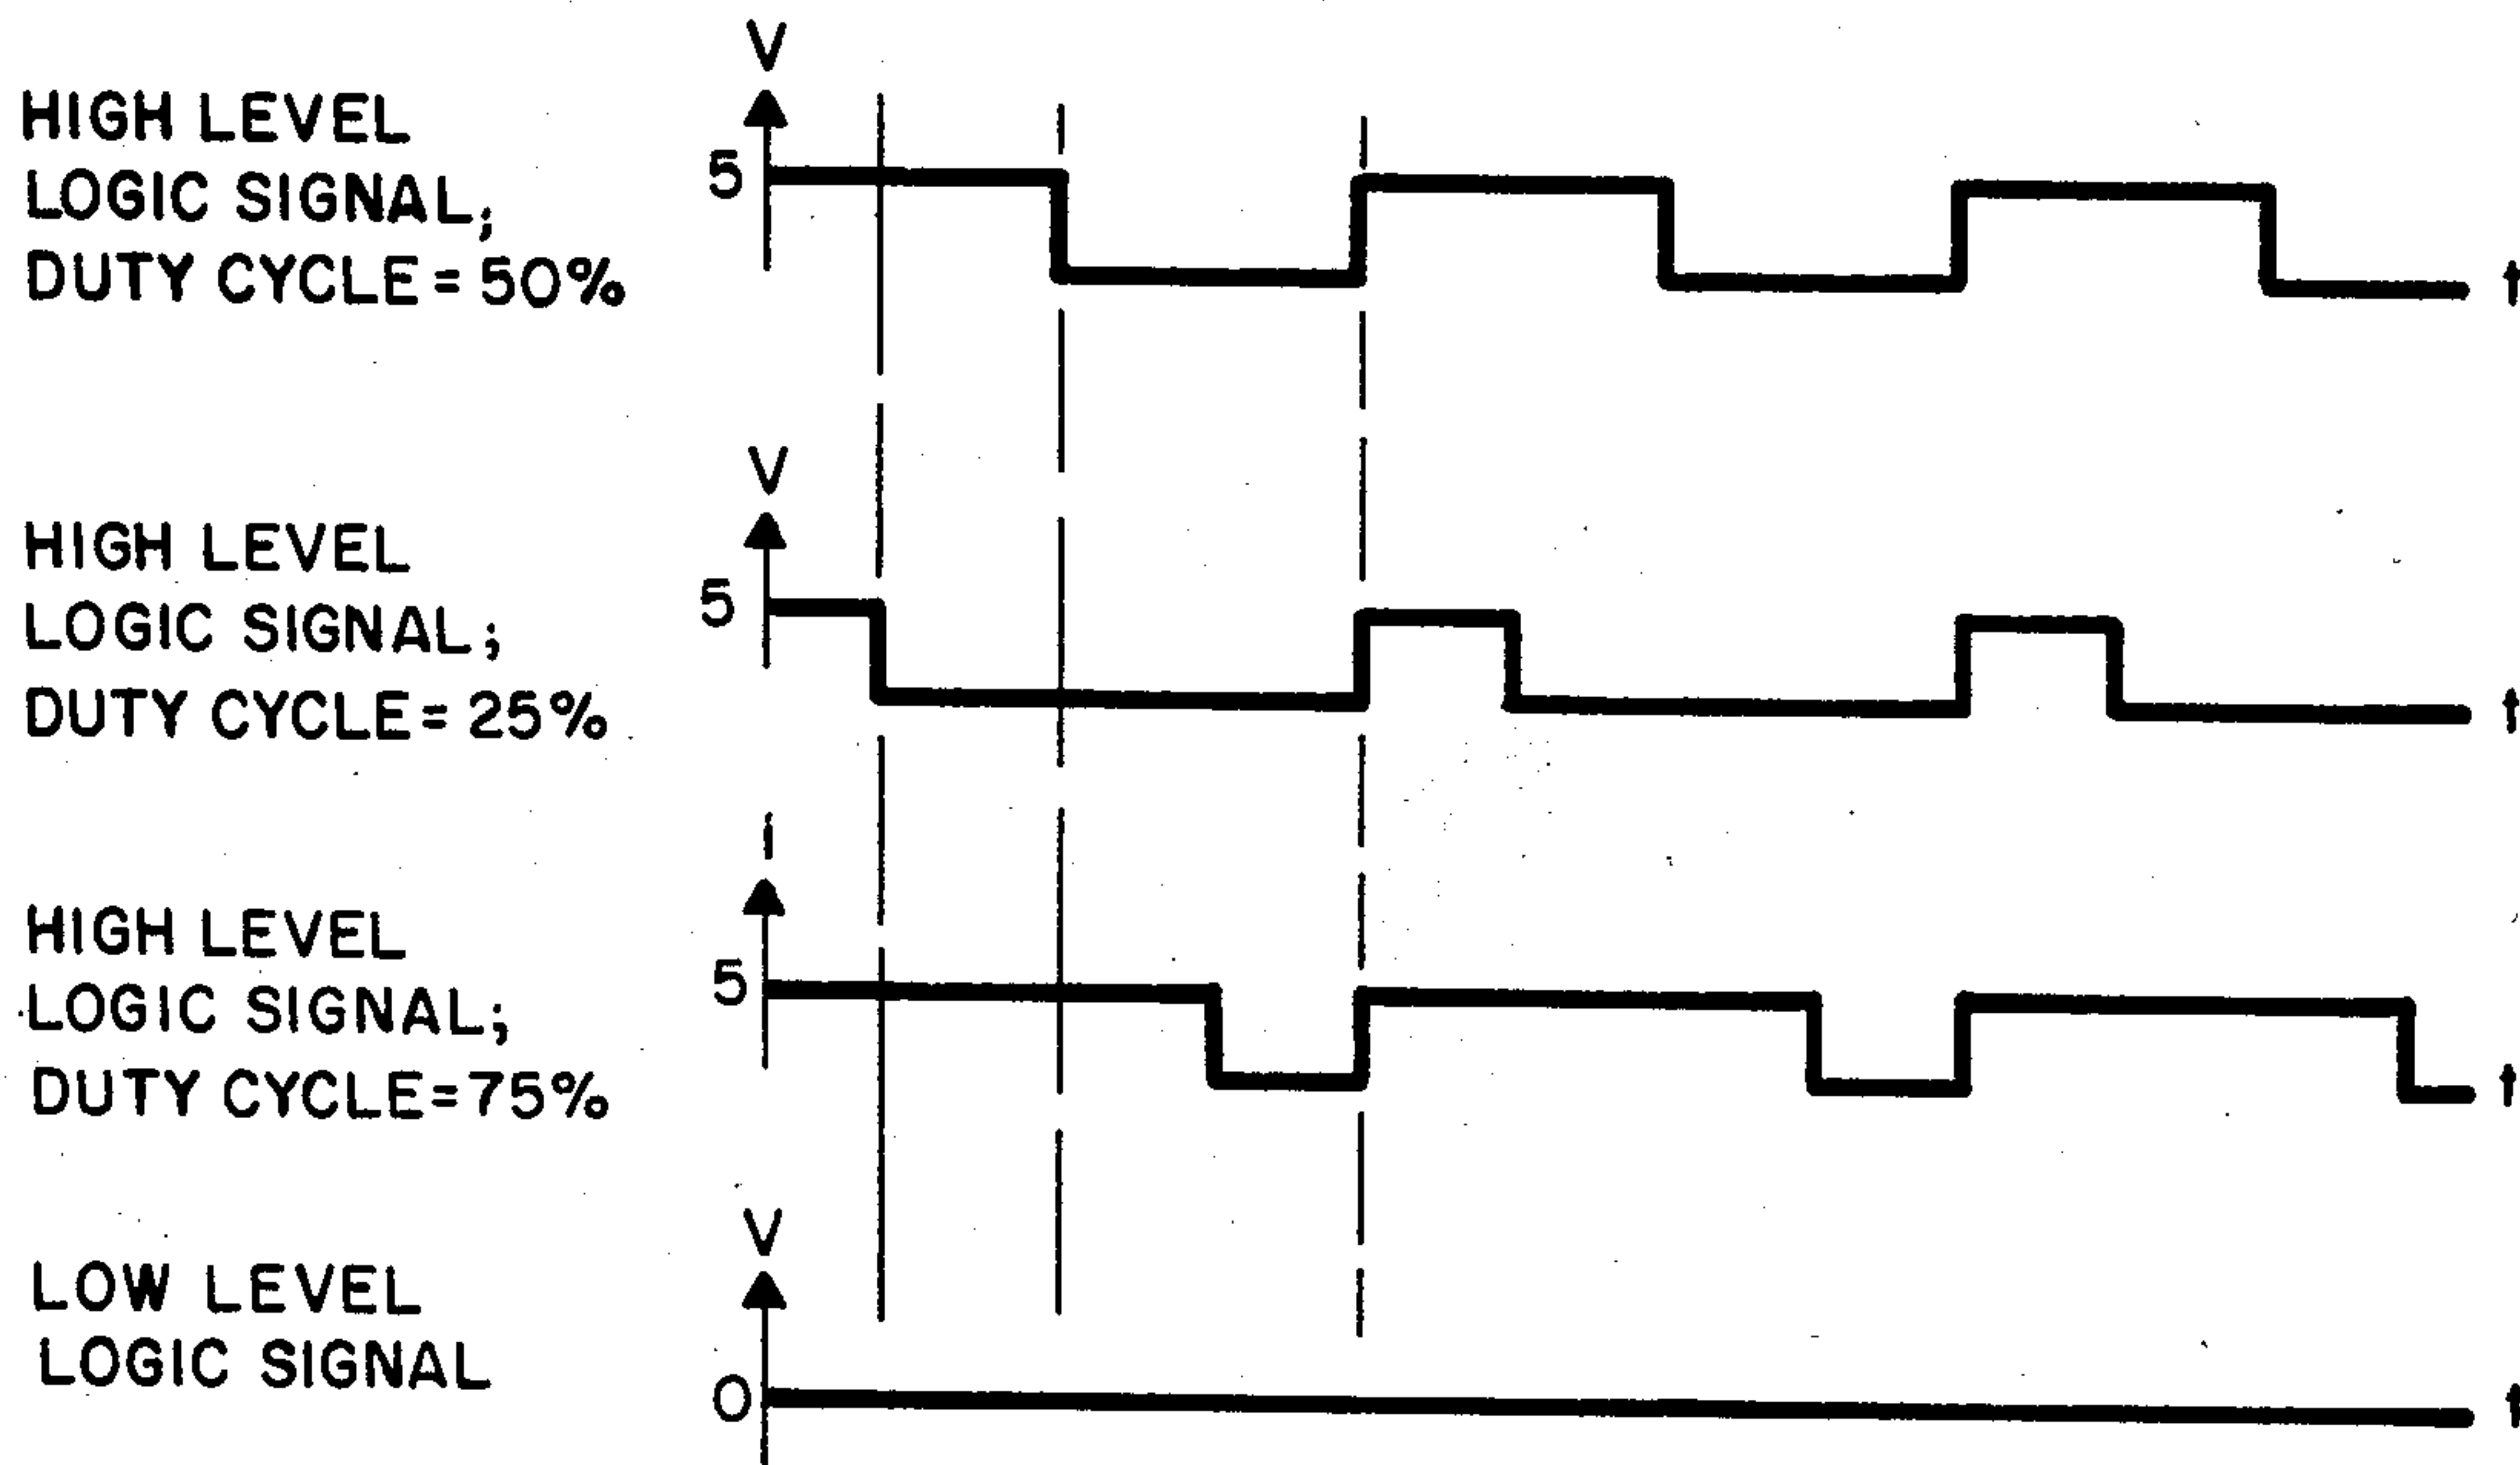 V
HIGH LEVEL
LOGIC SIGNAL;
DUTY CYCLE = 50%
5
t
V
HIGH LEVEL
LOGIC SIGNAL;
DUTY CYCLE = 25%
5
t
I
HIGH LEVEL
LOGIC SIGNAL;
DUTY CYCLE=75%
5
t
V
LOW LEVEL
LOGIC SIGNAL
0
t